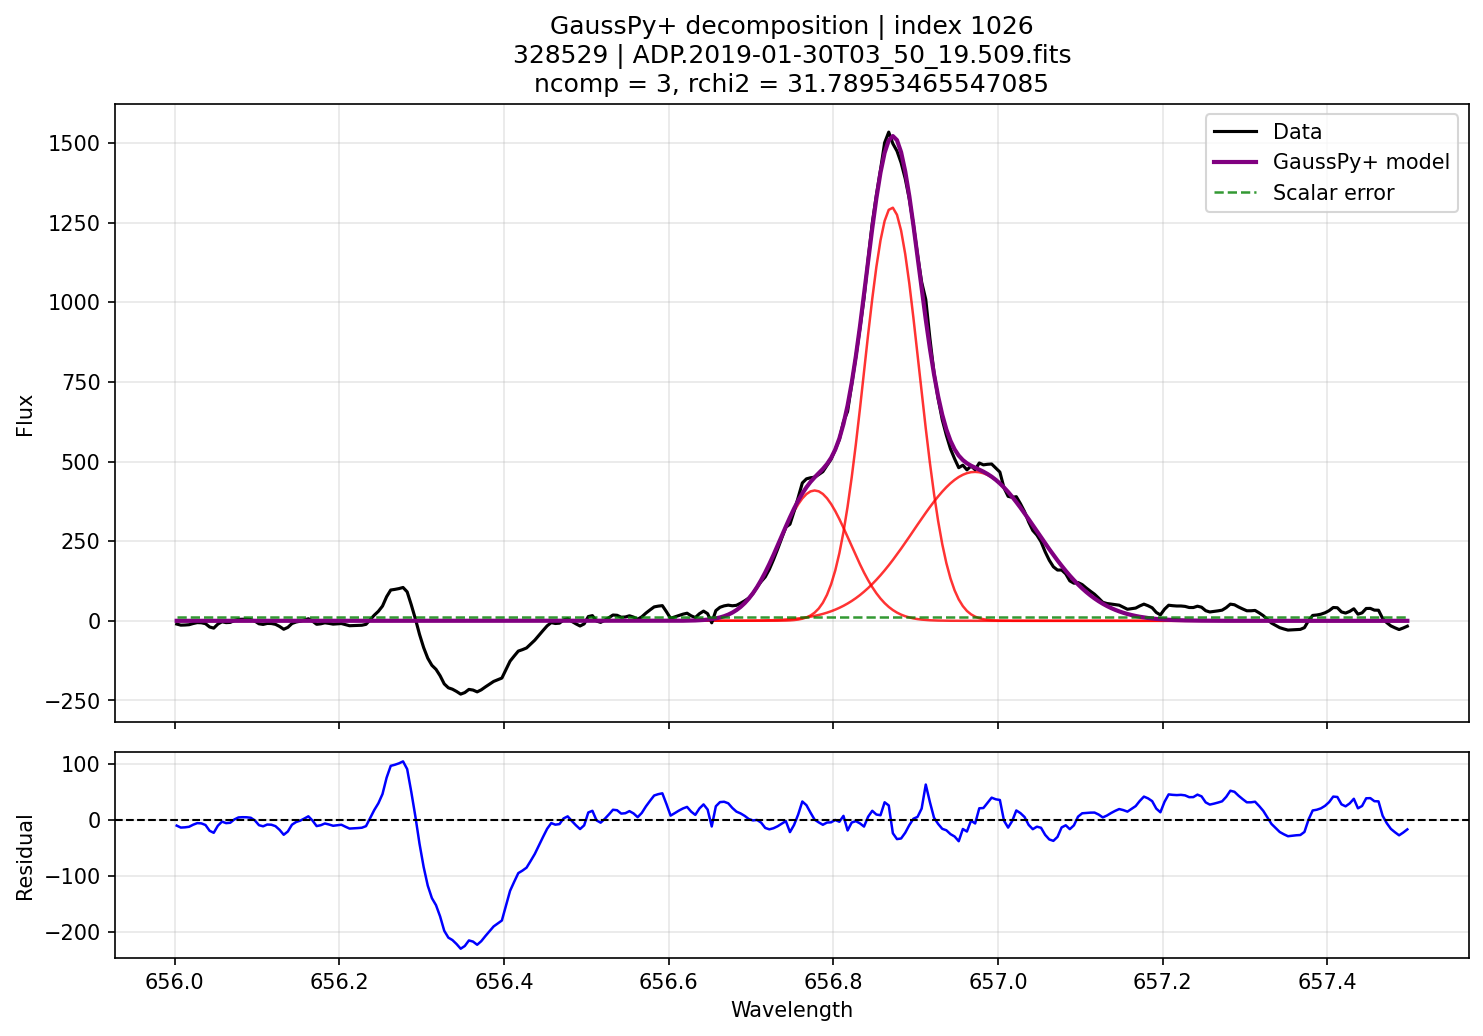 GaussPy+ decomposition | index 1026
328529 | ADP.2019-01-30T03_50_19.509.fits
ncomp = 3, rchi2 = 31.78953465547085
Data
GaussPy+ model
Scalar error
Flux
1500
1250
1000
750
500
250
0
−250
Residual
100
0
−100
−200
656.0
656.2
656.4
656.6
656.8
657.0
657.2
657.4
Wavelength